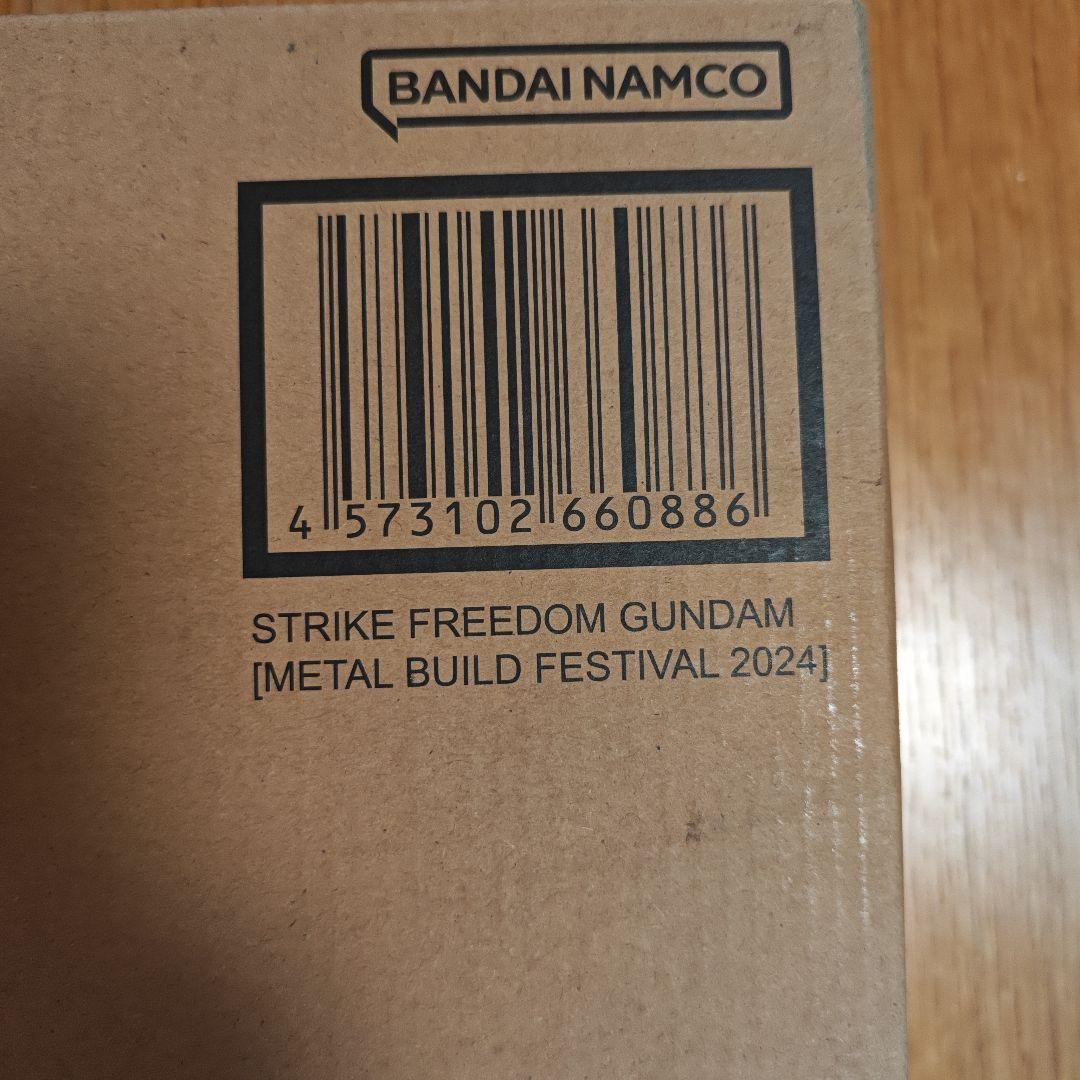 BANDAI NAMCO
4 573102 660886
STRIKE FREEDOM GUNDAM
[METAL BUILD FESTIVAL 2024]